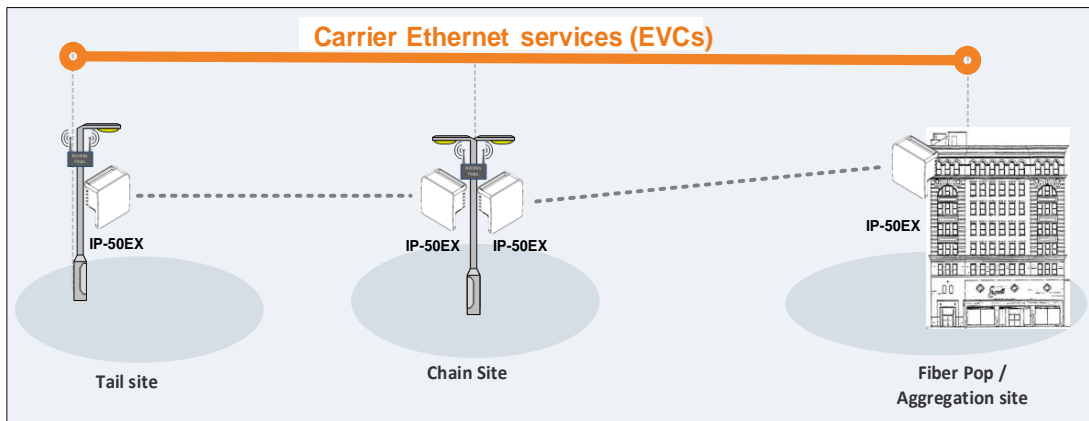 Carrier Ethernet services (EVCs)
IP-50EX
IP-50EX
IP-50EX
IP-50EX
Tail site
Chain Site
Fiber Pop /
Aggregation site